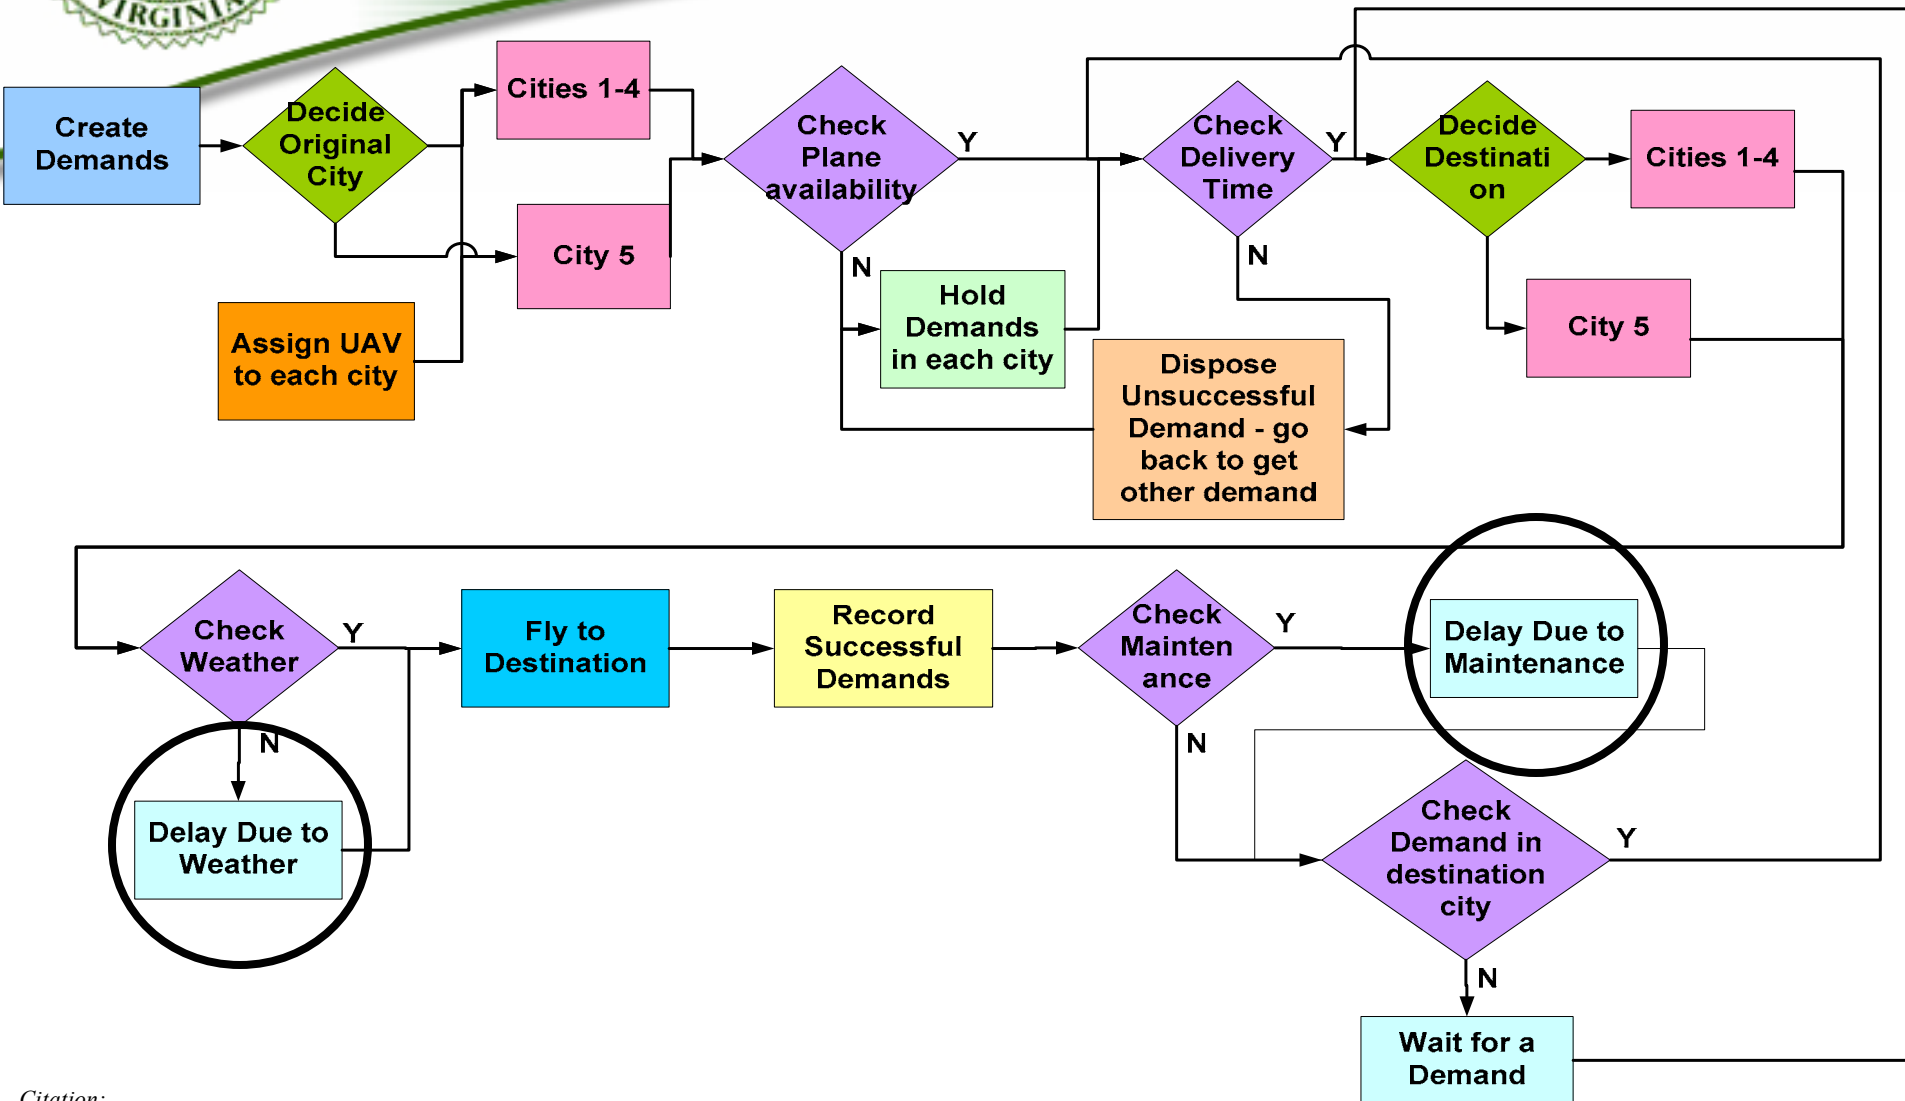 VIRGINIA
Create
Demands
Decide
Original
City
Cities 1-4
City 5
Assign UAV
to each city
Check
Plane
availability
Y
N
Hold
Demands
in each city
Check
Delivery
Time
Y
N
Dispose
Unsuccessful
Demand - go
back to get
other demand
Decide
Destinati
on
Cities 1-4
City 5
Check
Weather
Y
N
Delay Due to
Weather
Fly to
Destination
Record
Successful
Demands
Check
Mainten
ance
Y
N
Delay Due to
Maintenance
Check
Demand in
destination
city
Y
N
Wait for a
Demand
Citation: